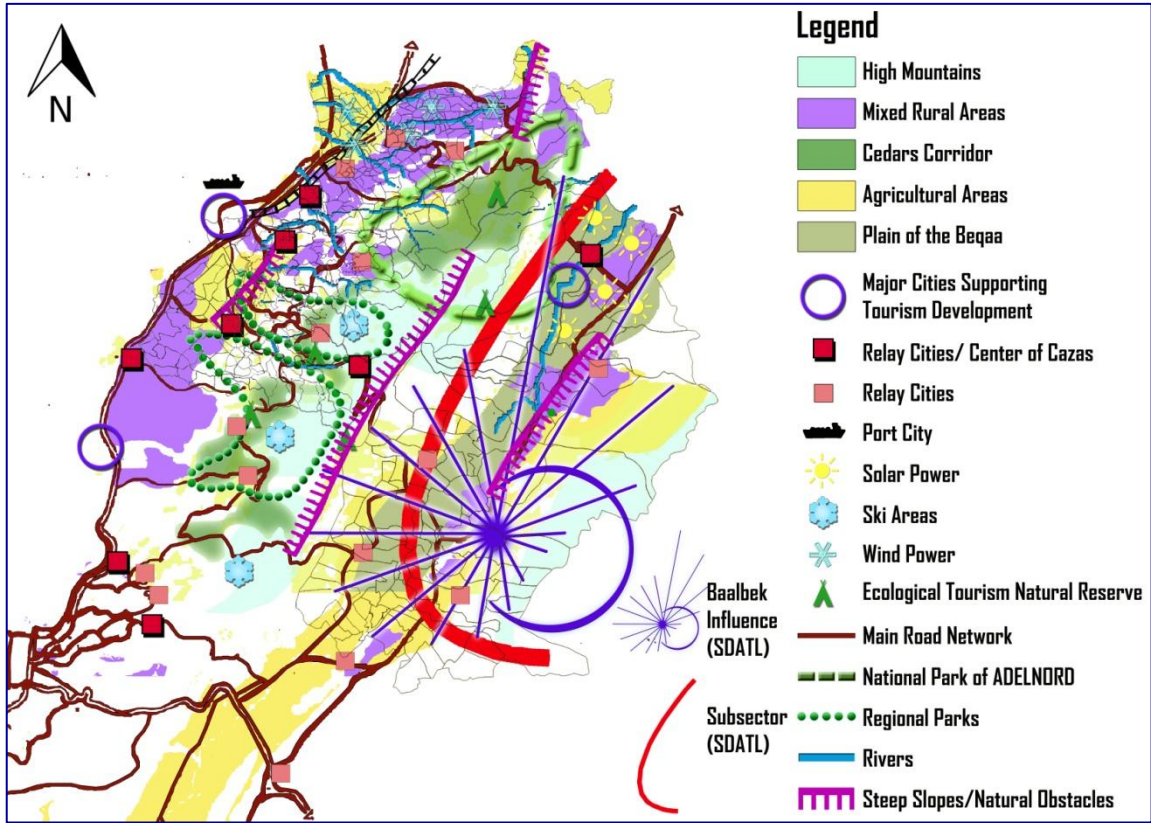 N
Legend
High Mountains
Mixed Rural Areas
Cedars Corridor
Agricultural Areas
Plain of the Beqaa
Major Cities Supporting
Tourism Development
Relay Cities/ Center of Cazas
Relay Cities
Port City
Solar Power
Ski Areas
Wind Power
Ecological Tourism Natural Reserve
Main Road Network
National Park of ADELNORD
Regional Parks
Rivers
Steep Slopes/Natural Obstacles
Baalbek
Influence
(SDATL)
Subsector
(SDATL)